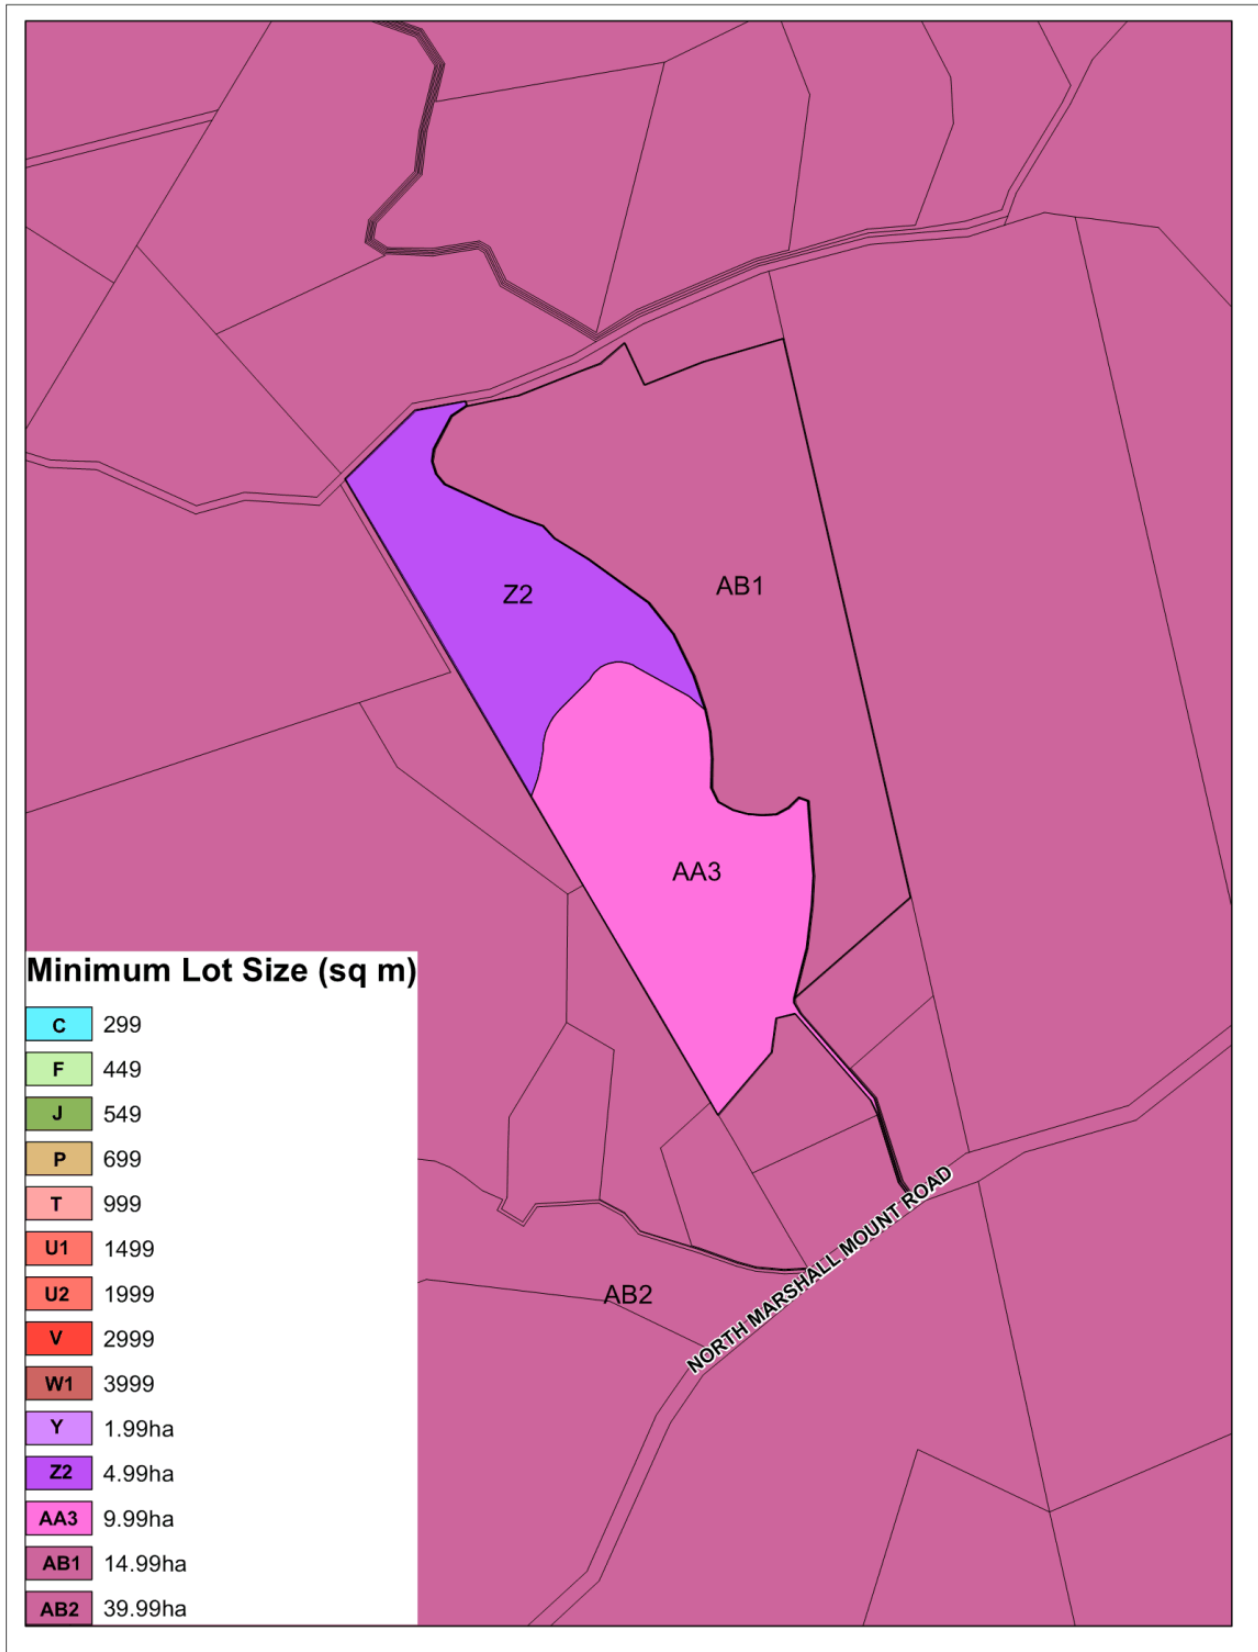 Z2
AB1
AA3
AB2
NORTH MARSHALL MOUNT ROAD
Minimum Lot Size (sq m)
C 299
F 449
J 549
P 699
T 999
U1 1499
U2 1999
V 2999
W1 3999
Y 1.99ha
Z2 4.99ha
AA3 9.99ha
AB1 14.99ha
AB2 39.99ha